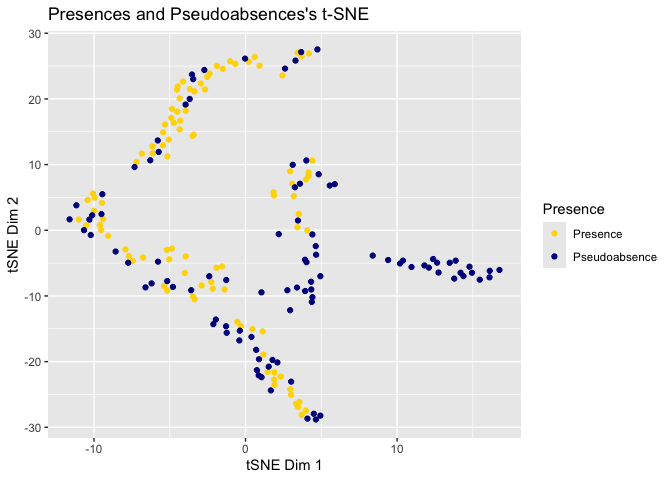 Presences and Pseudoabsences's t-SNE
30
20
10
0
-10
-20
-30
tSNE Dim 2
-10
0
10
tSNE Dim 1
Presence
Presence
Pseudoabsence